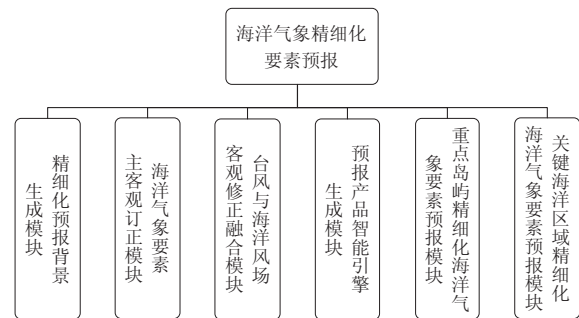 海洋气象精细化
要素预报
精细化预报背景
生成模块
海洋气象要素
主客观订正模块
台风与海洋风场
客观修正融合模块
预报产品智能引擎
生成模块
重点岛屿精细化海洋气
象要素预报模块
关键海洋区域精细化
海洋气象要素预报模块